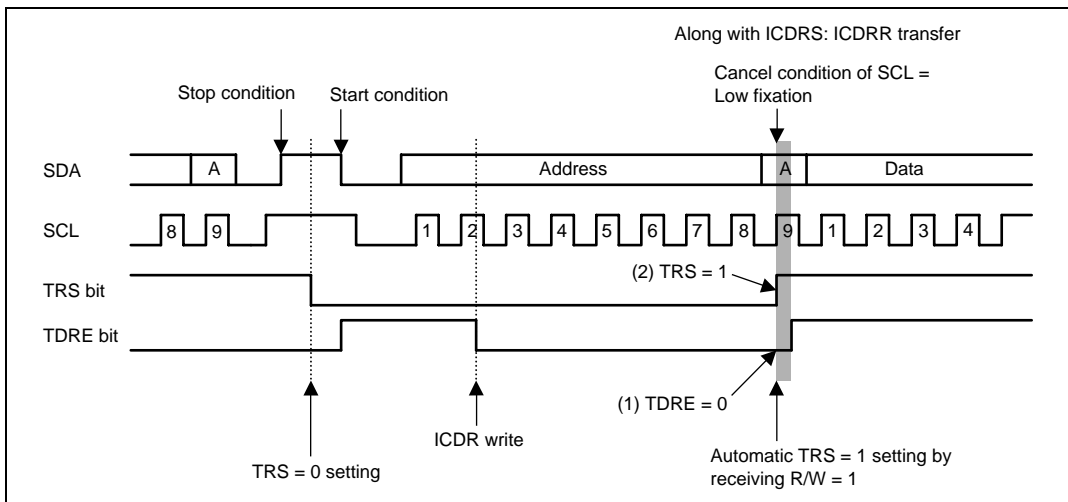 Along with ICDRS: ICDRR transfer
Cancel condition of SCL =
Low fixation
Stop condition
Start condition
SDA
A
Address
A
Data
SCL
8 9 1 2 3 4 5 6 7 8 9 1 2 3 4
(2) TRS = 1
TRS bit
TDRE bit
(1) TDRE = 0
ICDR write
TRS = 0 setting
Automatic TRS = 1 setting by
receiving R/W = 1